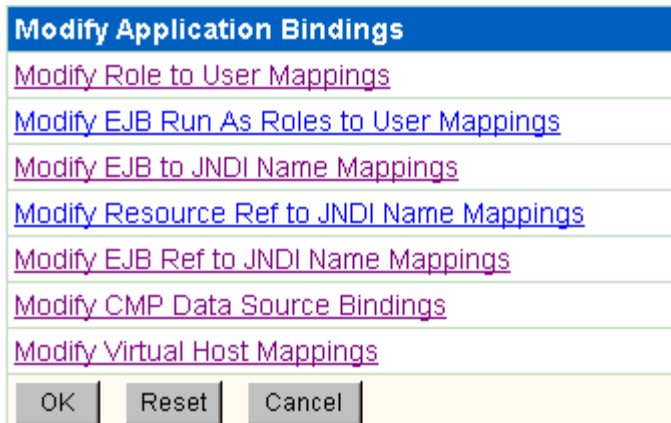 Modify Application Bindings
Modify Role to User Mappings
Modify EJB Run As Roles to User Mappings
Modify EJB to JNDI Name Mappings
Modify Resource Ref to JNDI Name Mappings
Modify EJB Ref to JNDI Name Mappings
Modify CMP Data Source Bindings
Modify Virtual Host Mappings
OK Reset Cancel